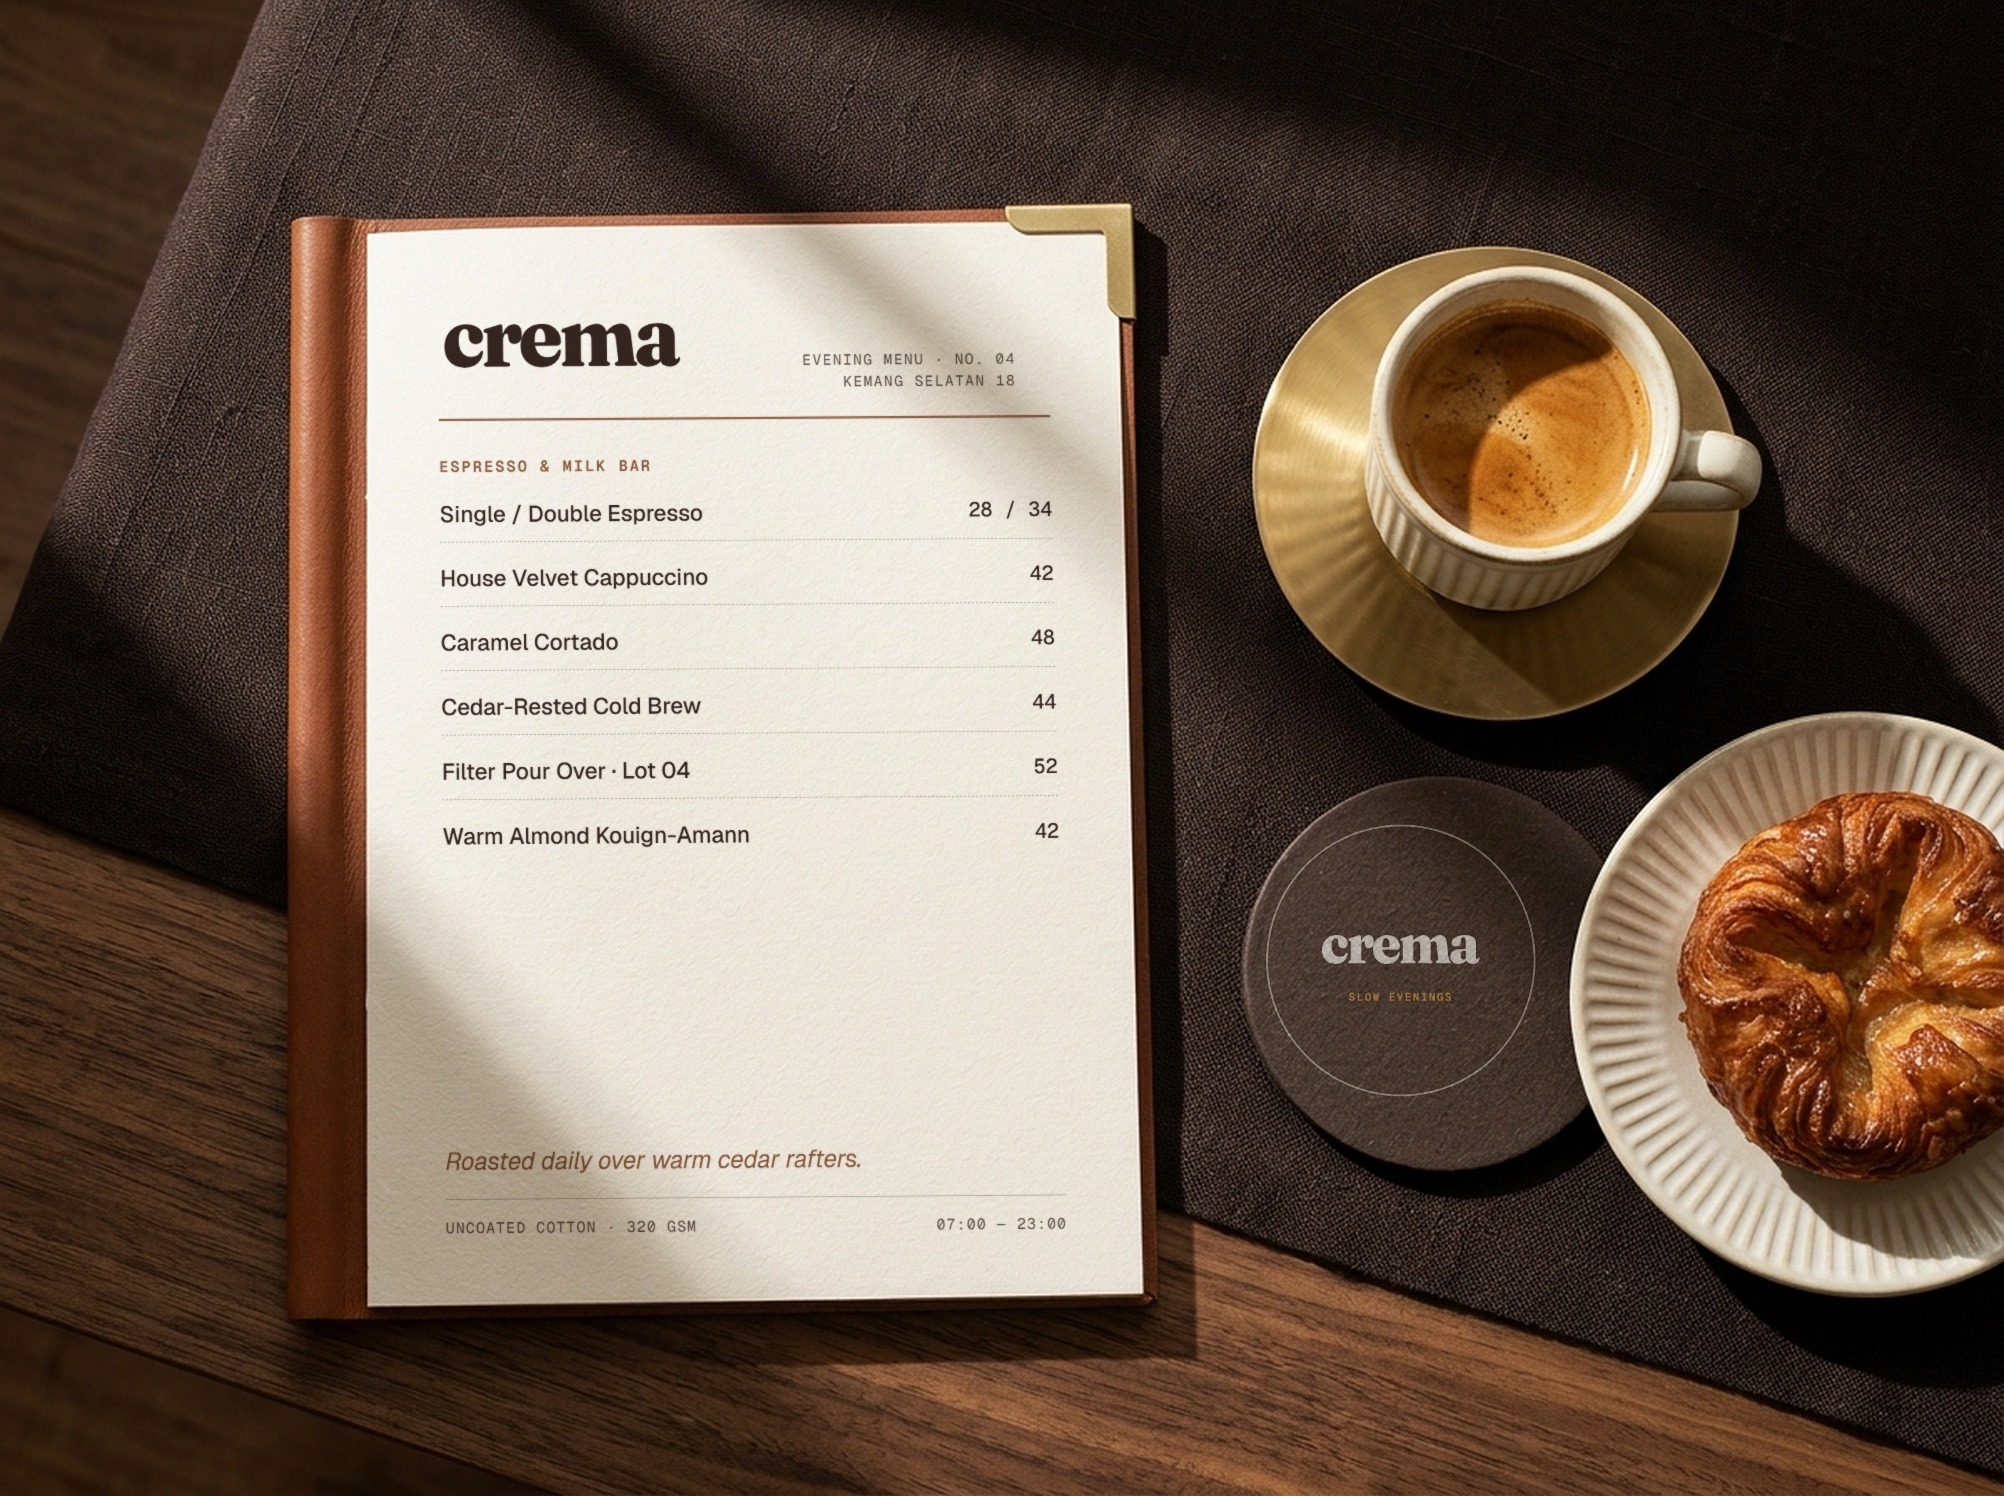 crema
EVENING MENU · NO. 04
KEMANG SELATAN 18
ESPRESSO & MILK BAR
Single / Double Espresso 28 / 34
House Velvet Cappuccino 42
Caramel Cortado 48
Cedar-Rested Cold Brew 44
Filter Pour Over · Lot 04 52
Warm Almond Kouign-Amann 42
Roasted daily over warm cedar rafters.
UNCOATED COTTON · 320 GSM 07:00 – 23:00
crema
SLOW EVENINGS